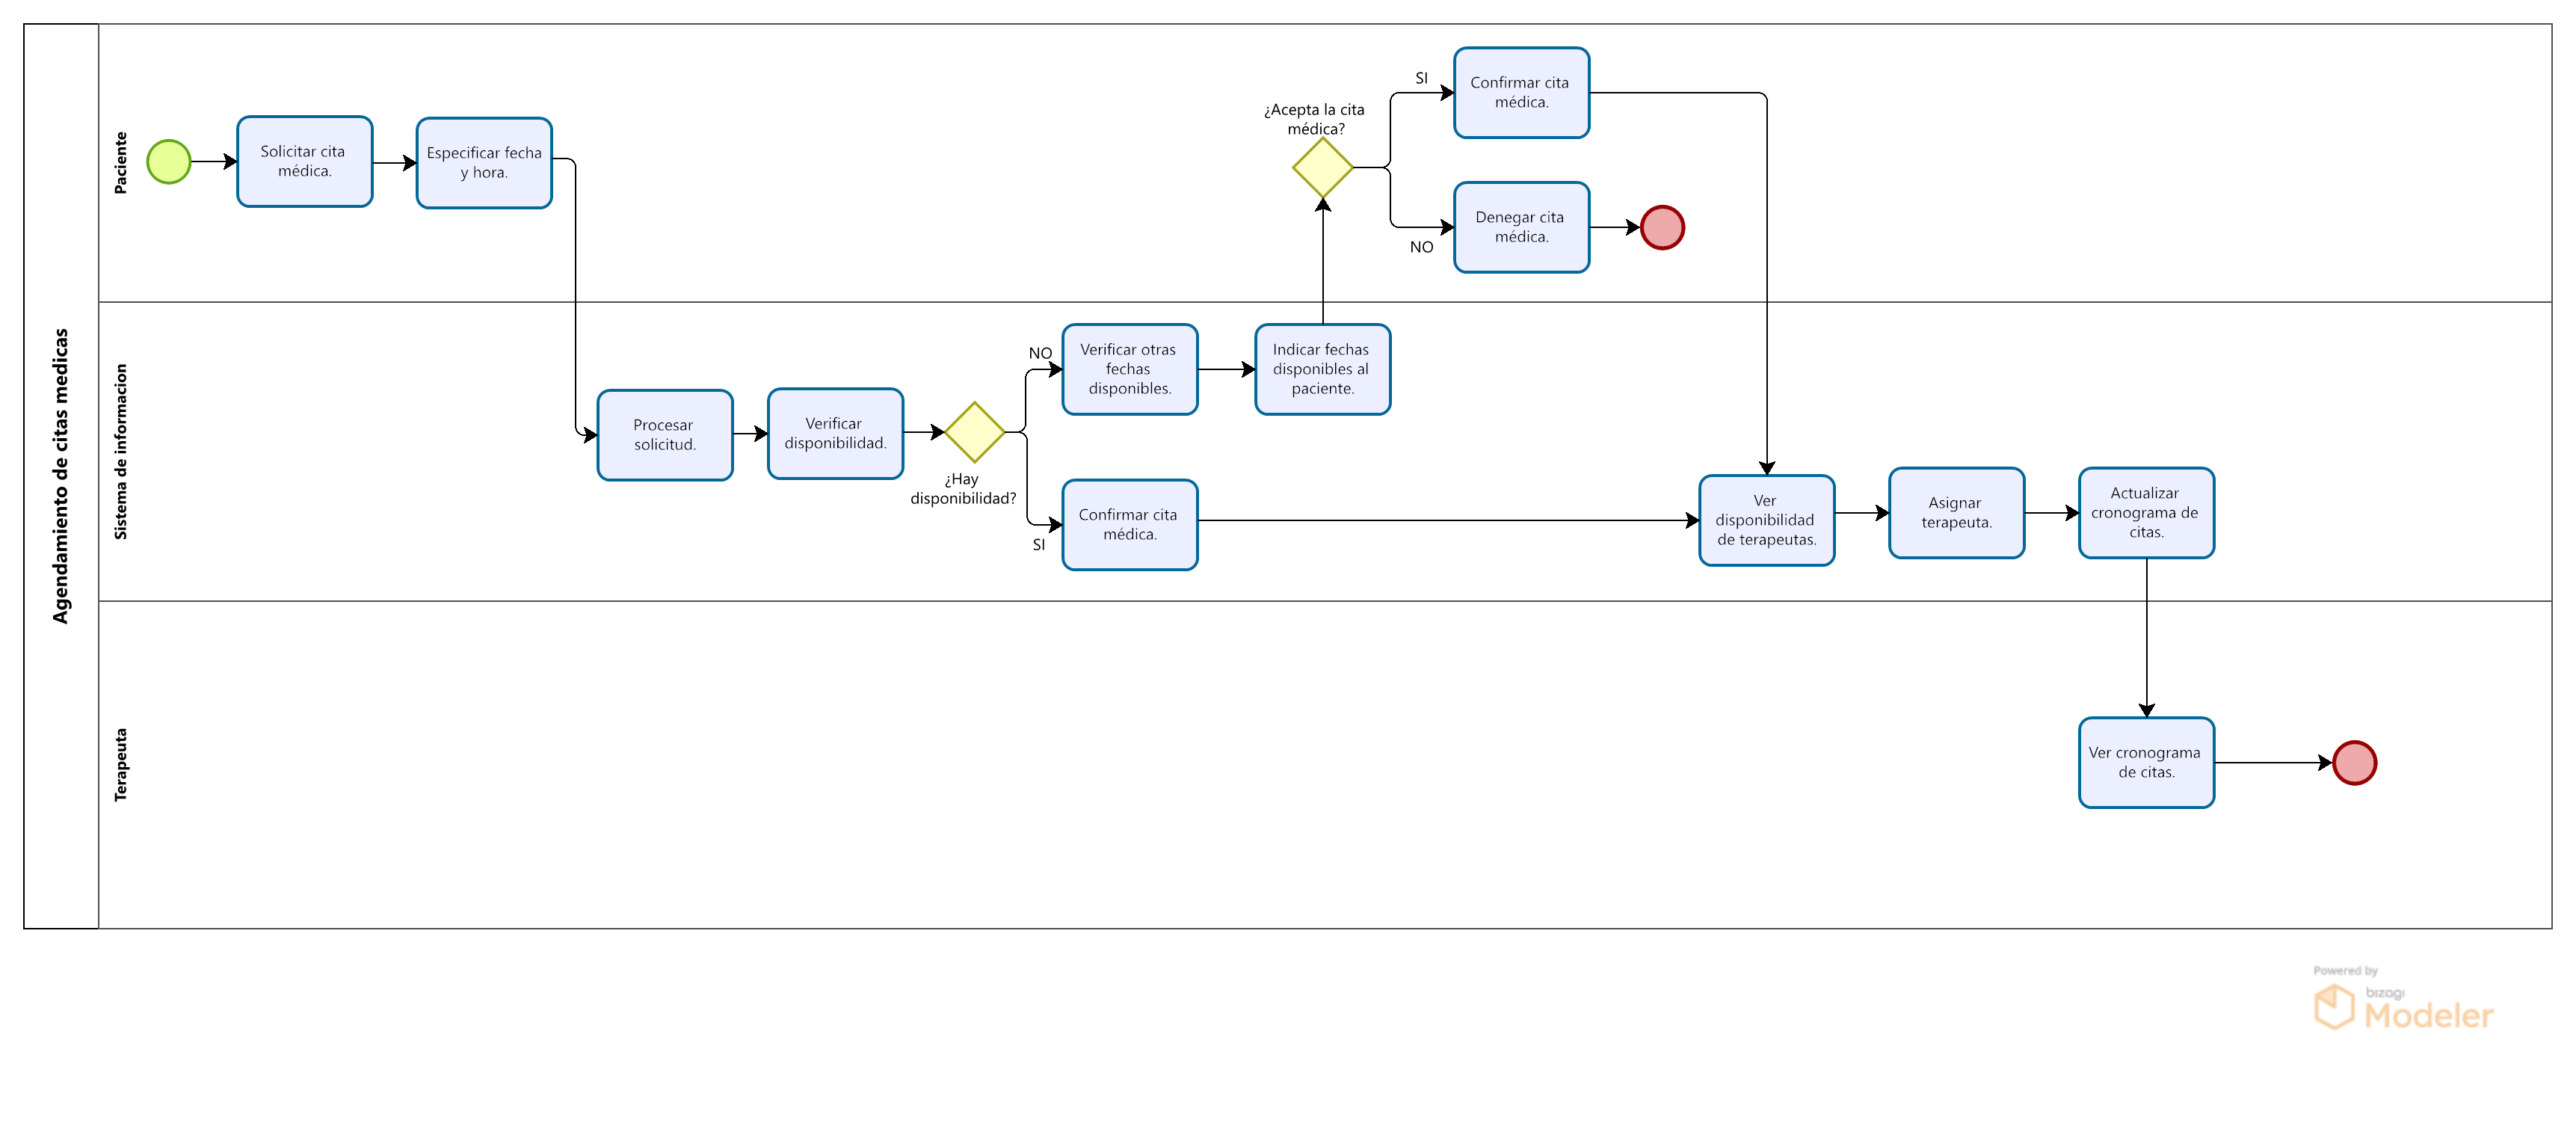 Agendamiento de citas medicas
Paciente
Solicitar cita
médica.
Especificar fecha
y hora.
¿Acepta la cita
médica?
SI
Confirmar cita
médica.
NO
Denegar cita
médica.
Sistema de informacion
Procesar
solicitud.
Verificar
disponibilidad.
¿Hay
disponibilidad?
NO
Verificar otras
fechas
disponibles.
Indicar fechas
disponibles al
paciente.
SI
Confirmar cita
médica.
Ver
disponibilidad
de terapeutas.
Asignar
terapeuta.
Actualizar
cronograma de
citas.
Terapeuta
Ver cronograma
de citas.
Powered by
bizagi
Modeler